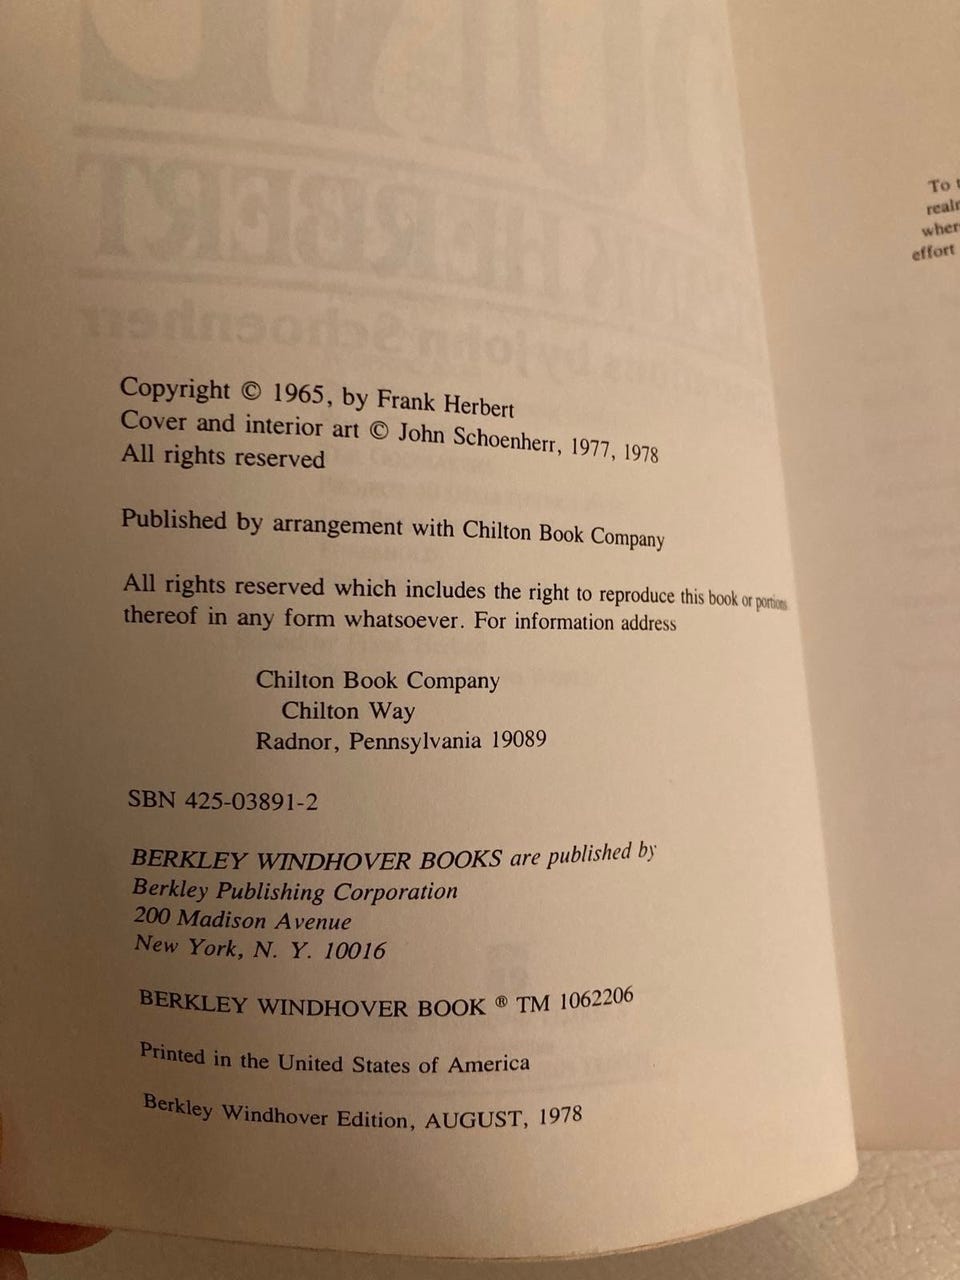 Copyright © 1965, by Frank Herbert
Cover and interior art © John Schoenherr, 1977, 1978
All rights reserved
Published by arrangement with Chilton Book Company
All rights reserved which includes the right to reproduce this book or portions
thereof in any form whatsoever. For information address
Chilton Book Company
Chilton Way
Radnor, Pennsylvania 19089
SBN 425-03891-2
BERKLEY WINDHOVER BOOKS are published by
Berkley Publishing Corporation
200 Madison Avenue
New York, N. Y. 10016
BERKLEY WINDHOVER BOOK ® TM 1062206
Printed in the United States of America
Berkley Windhover Edition, AUGUST, 1978
To
effort